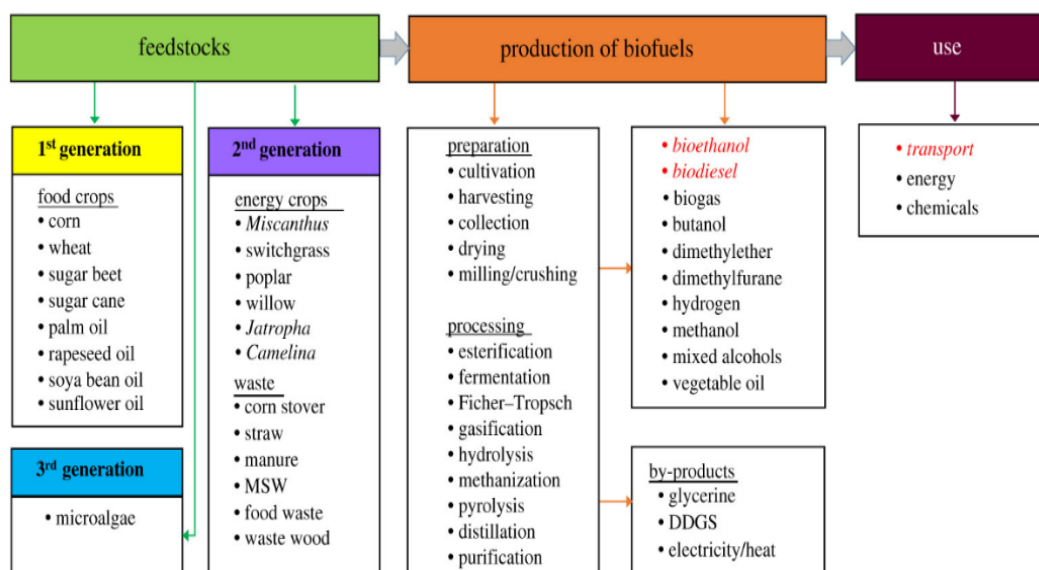 feedstocks
production of biofuels
use
1st generation
food crops
• corn
• wheat
• sugar beet
• sugar cane
• palm oil
• rapeseed oil
• soya bean oil
• sunflower oil
3rd generation
• microalgae
2nd generation
energy crops
• Miscanthus
• switchgrass
• poplar
• willow
• Jatropha
• Camelina
waste
• corn stover
• straw
• manure
• MSW
• food waste
• waste wood
preparation
• cultivation
• harvesting
• collection
• drying
• milling/crushing
processing
• esterification
• fermentation
• Ficher–Tropsch
• gasification
• hydrolysis
• methanization
• pyrolysis
• distillation
• purification
• bioethanol
• biodiesel
• biogas
• butanol
• dimethylether
• dimethylfurane
• hydrogen
• methanol
• mixed alcohols
• vegetable oil
by-products
• glycerine
• DDGS
• electricity/heat
• transport
• energy
• chemicals